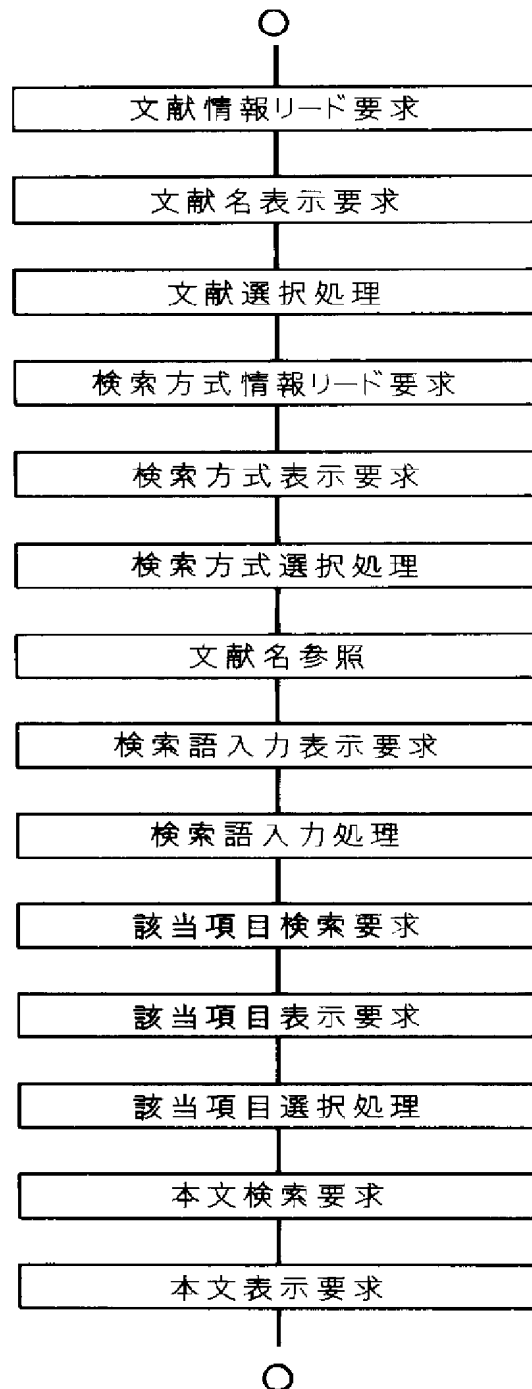 文献情報リード要求
文献名表示要求
文献選択処理
検索方式情報リード要求
検索方式表示要求
検索方式選択処理
文献名参照
検索語入力表示要求
検索語入力処理
該当項目検索要求
該当項目表示要求
該当項目選択処理
本文検索要求
本文表示要求